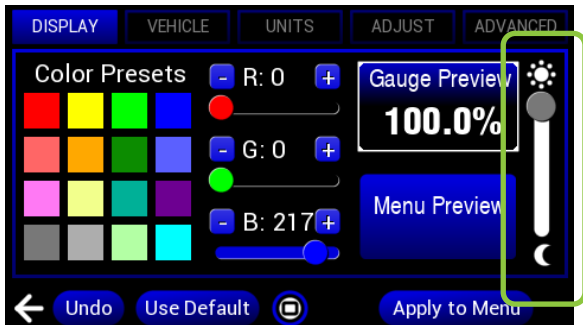 DISPLAY VEHICLE UNITS ADJUST ADVANCED
Color Presets
- R: 0 +
- G: 0 +
- B: 217 +
Gauge Preview
100.0%
Menu Preview
Undo Use Default Apply to Menu